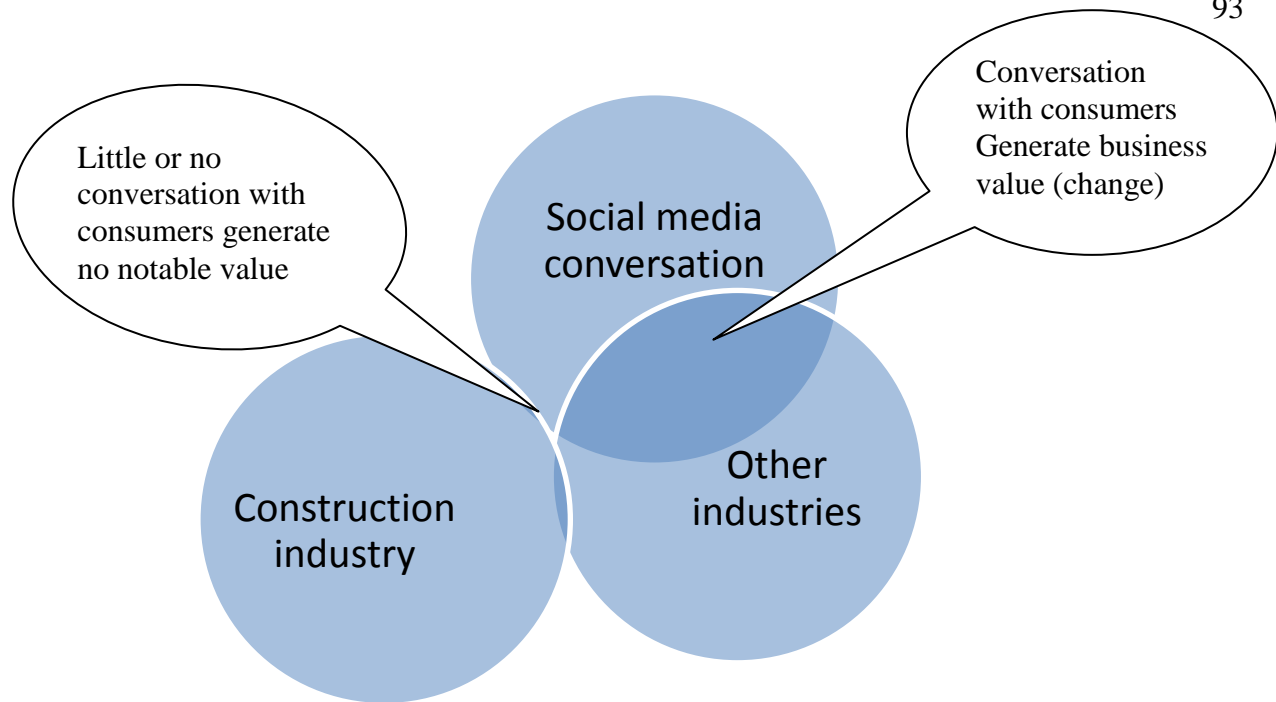 93
Conversation
with consumers
Generate business
value (change)
Little or no
conversation with
consumers generate
no notable value
Social media
conversation
Other
industries
Construction
industry